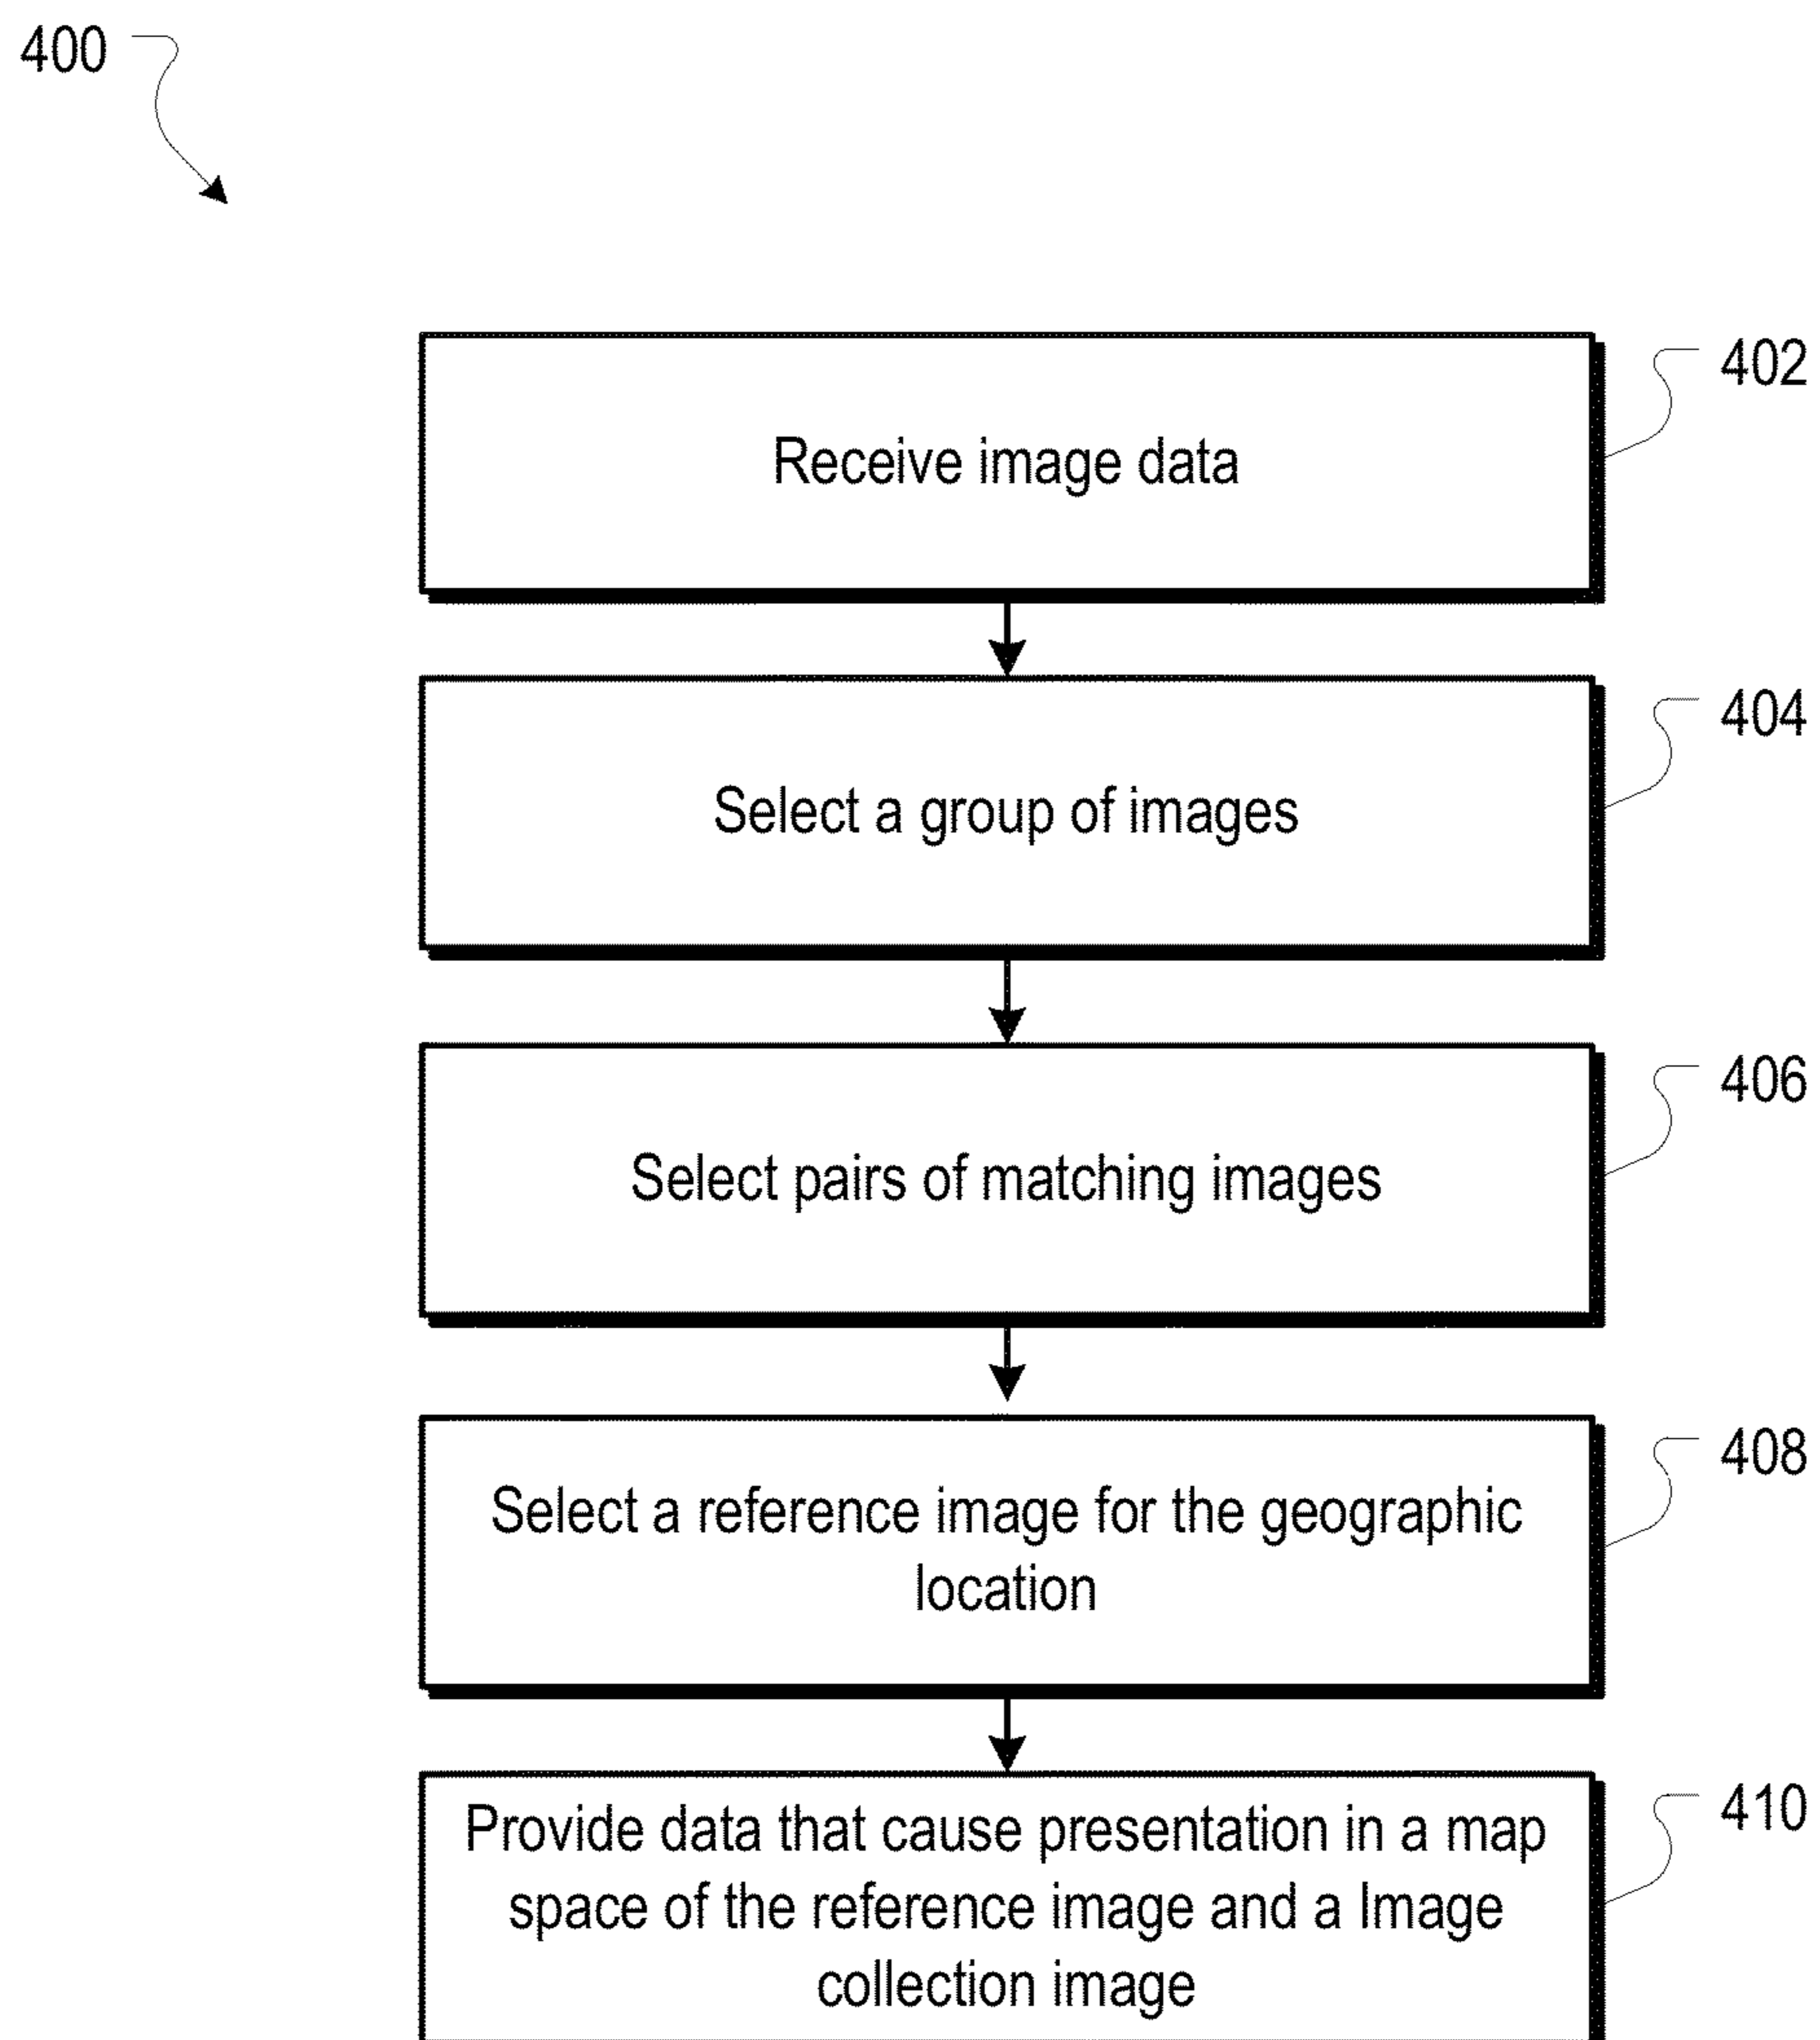 400
402
Receive image data
404
Select a group of images
406
Select pairs of matching images
408
Select a reference image for the geographic
location
410
Provide data that cause presentation in a map
space of the reference image and a Image
collection image